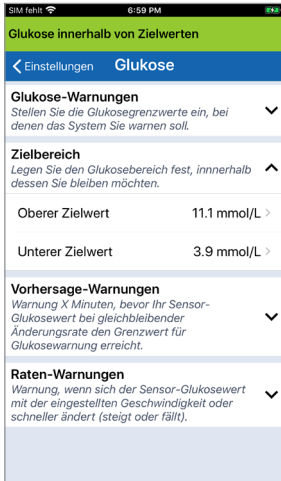 SIM fehlt 6:59 PM
Glukose innerhalb von Zielwerten
Einstellungen Glukose
Glukose-Warnungen
Stellen Sie die Glukosegrenzwerte ein, bei
denen das System Sie warnen soll.
Zielbereich
Legen Sie den Glukosebereich fest, innnerhalb
dessen Sie bleiben möchten.
Oberer Zielwert 11.1 mmol/L
Unterer Zielwert 3.9 mmol/L
Vorhersage-Warnungen
Warnung X Minuten, bevor Ihr Sensor-
Glukosewert bei gleichbleibender
Änderungsrate den Grenzwert für
Glukosewarnung erreicht.
Raten-Warnungen
Warnung, wenn sich der Sensor-Glukosewert
mit der eingestellten Geschwindigkeit oder
schneller ändert (steigt oder fällt).